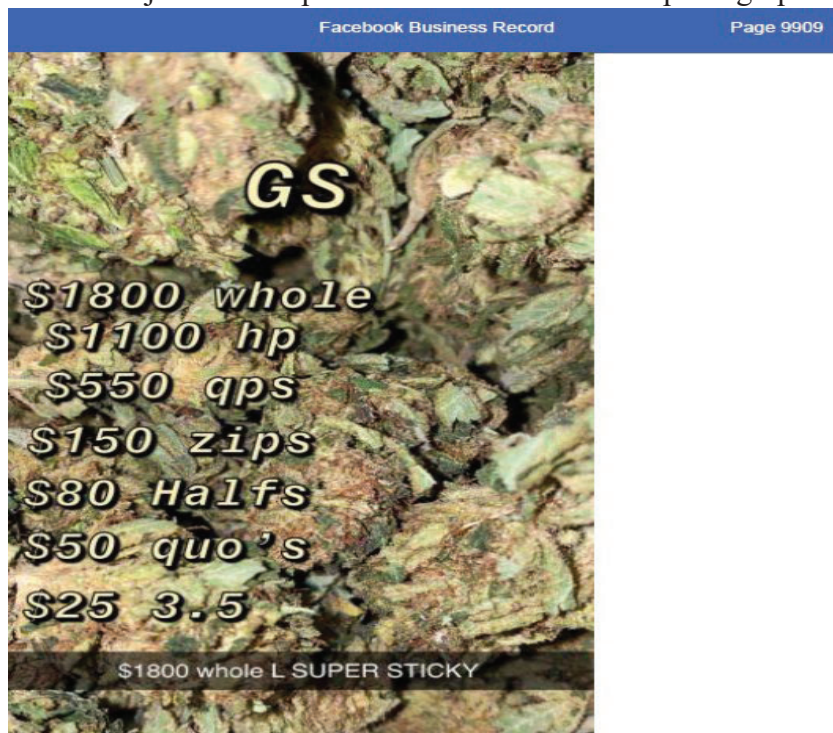 Facebook Business Record Page 9909
GS
$1800 whole
$1100 hp
$550 qps
$150 zips
$80 Halfs
$50 quo's
$25 3.5
$1800 whole L SUPER STICKY